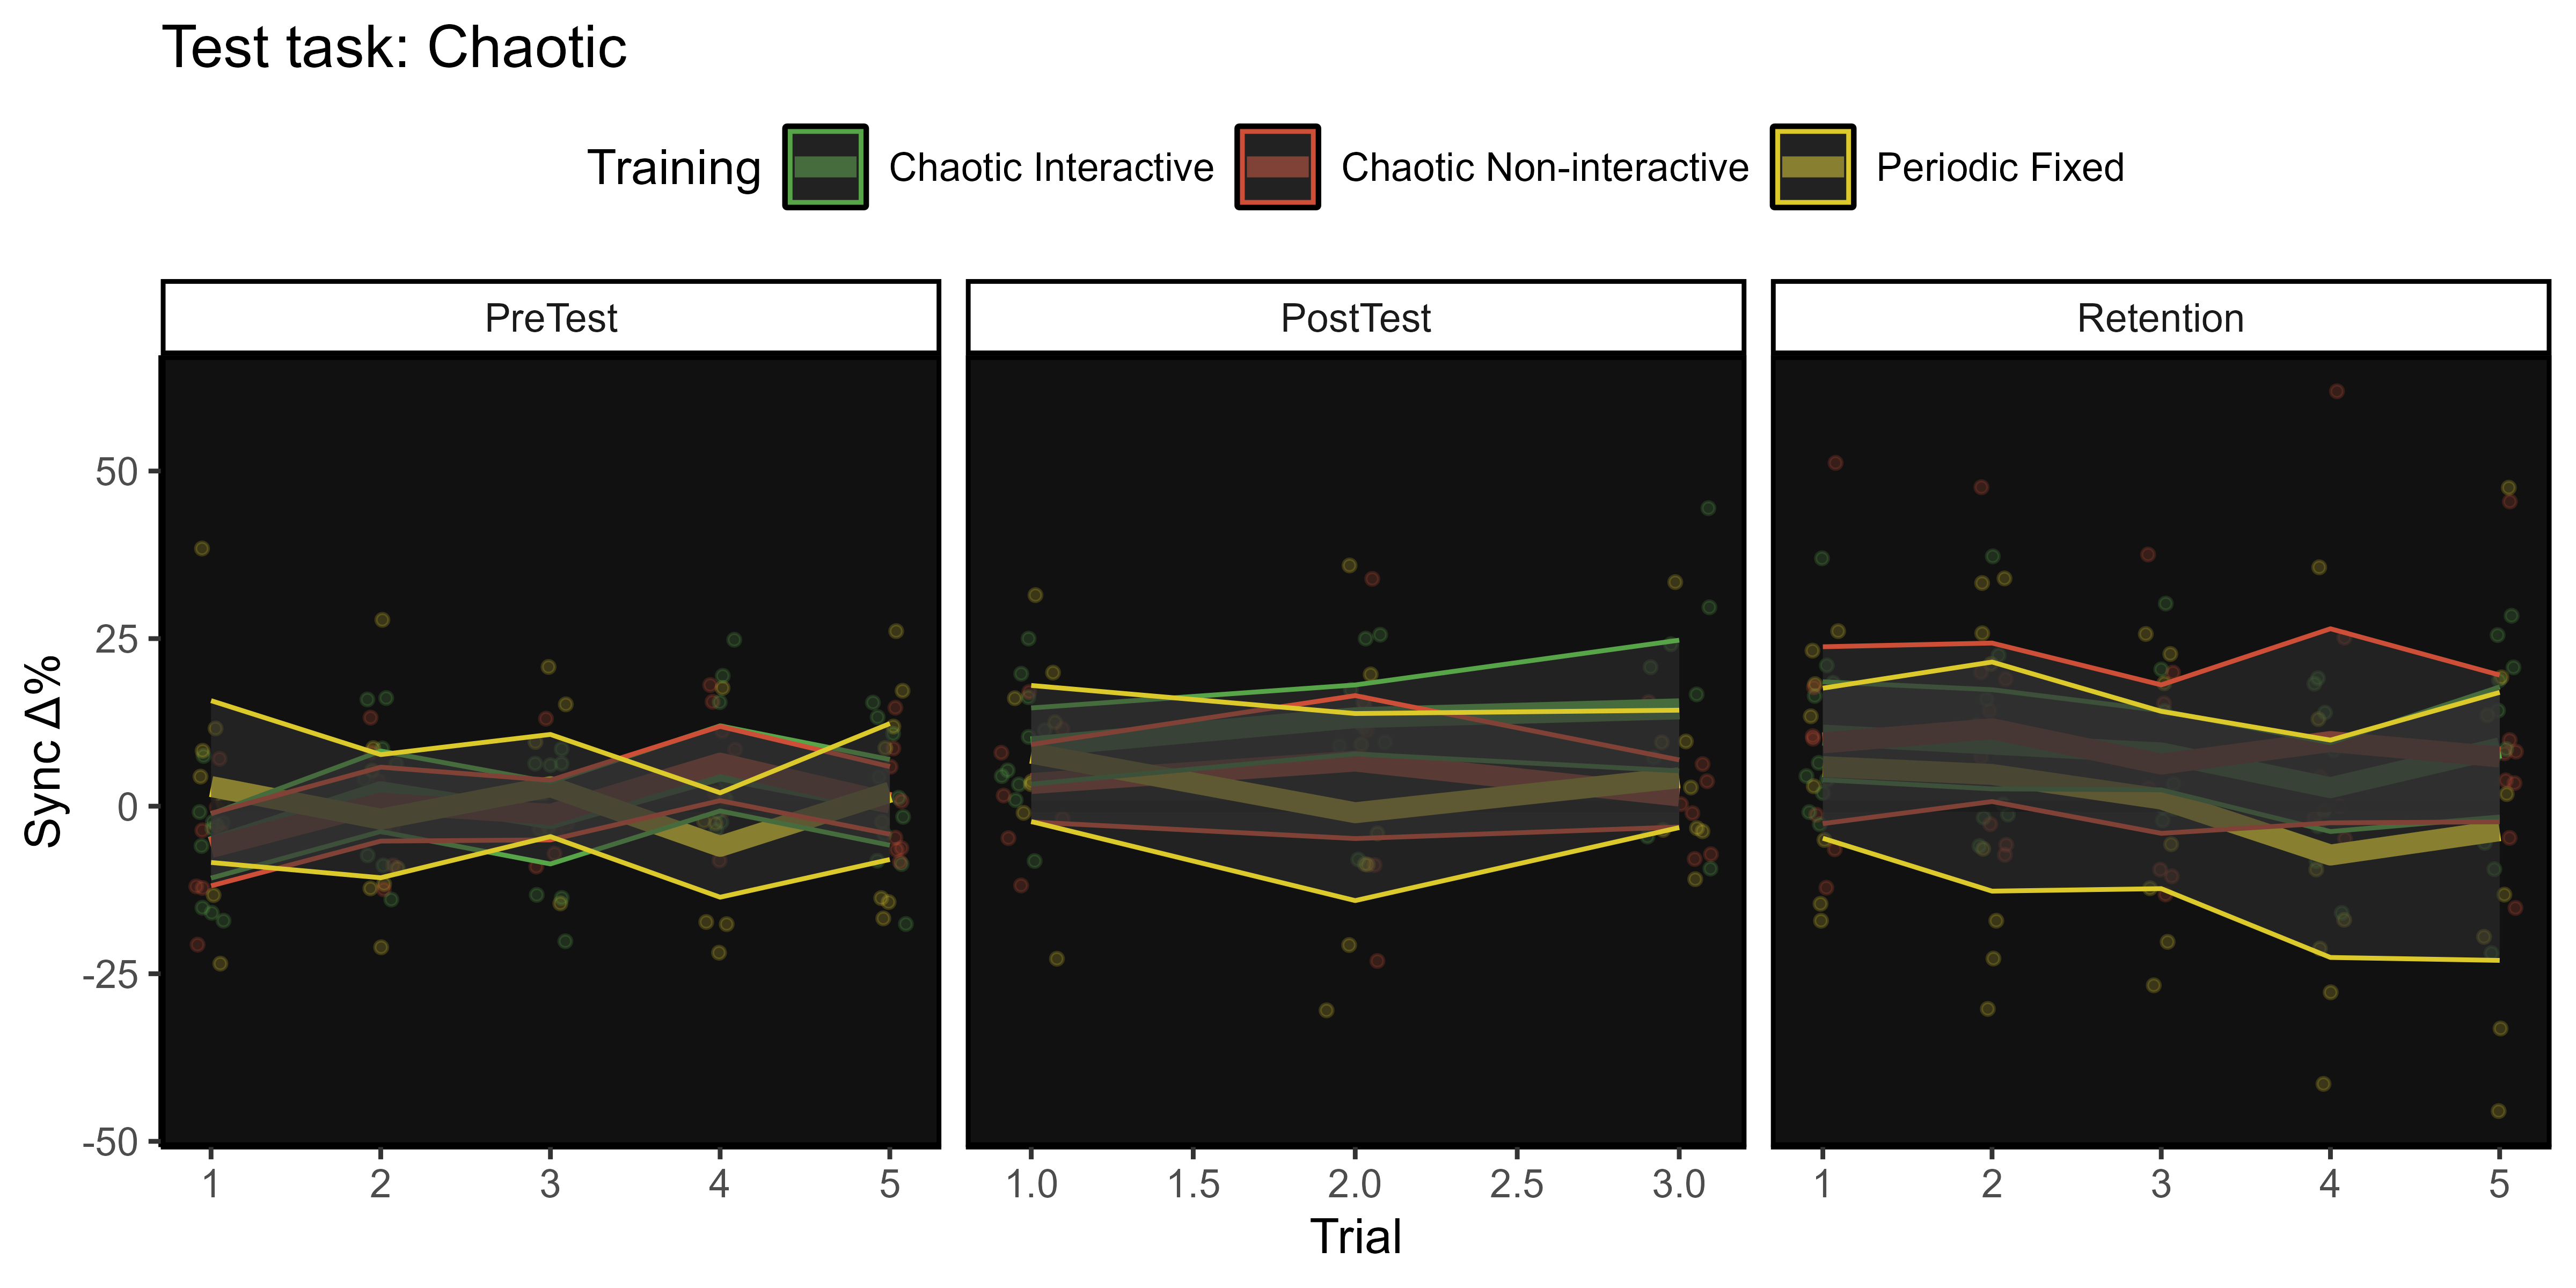 Test task: Chaotic
Training Chaotic Interactive Chaotic Non-interactive Periodic Fixed
PreTest PostTest Retention
Sync Δ%
50
25
0
-25
-50
1 2 3 4 5 1.0 1.5 2.0 2.5 3.0 1 2 3 4 5
Trial